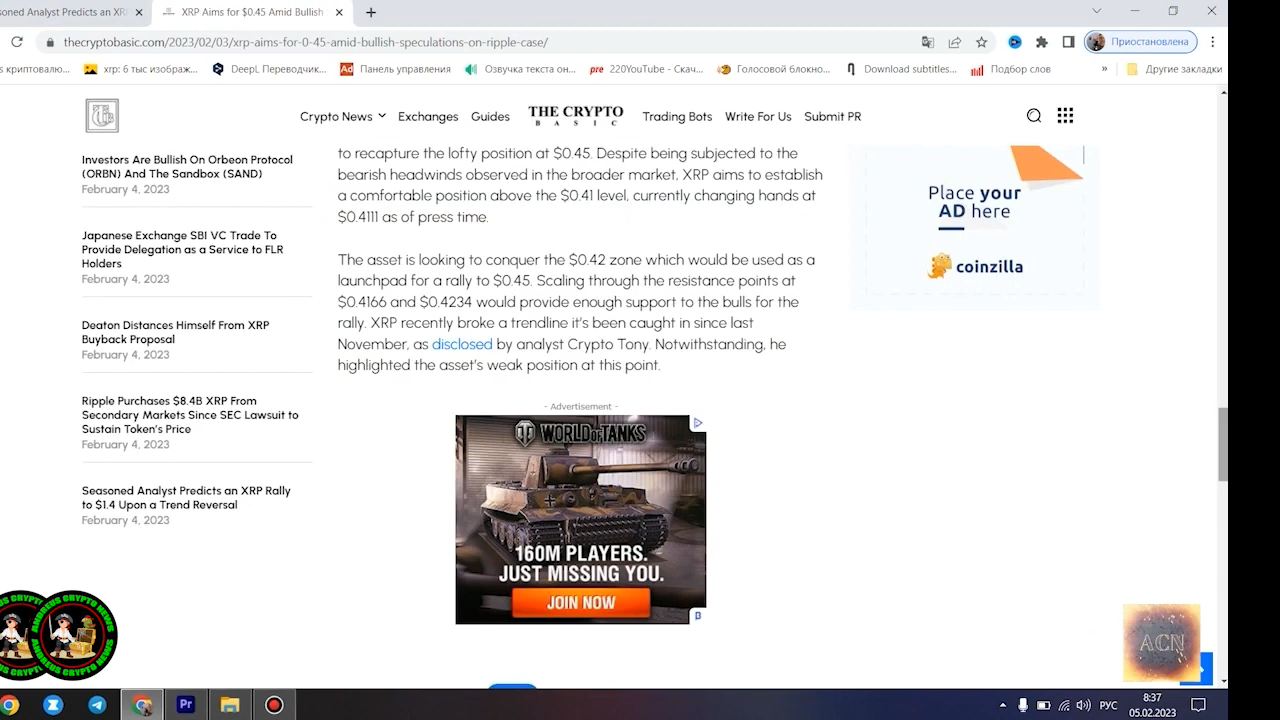 soned Analyst Predicts an XRI
XRP Aims for $0.45 Amid Bullish
thecryptobasic.com/2023/02/03/xrp-aims-for-0-45-amid-bullish-speculations-on-ripple-case/
Приостановлена
s криптовалю...
xrp: 6 тыс изображ...
DeepL Переводчик...
Ad
Панель управления
Озвучка текста он...
pre
220YouTube - Скач...
Голосовой блокно...
Download subtitles...
Подбор слов
»
Другие закладки
Crypto News
Exchanges
Guides
THE CRYPTO
BASIC
Trading Bots
Write For Us
Submit PR
Investors Are Bullish On Orbeon Protocol
(ORBN) And The Sandbox (SAND)
February 4, 2023
Japanese Exchange SBI VC Trade To
Provide Delegation as a Service to FLR
Holders
February 4, 2023
Deaton Distances Himself From XRP
Buyback Proposal
February 4, 2023
Ripple Purchases $8.4B XRP From
Secondary Markets Since SEC Lawsuit to
Sustain Token's Price
February 4, 2023
Seasoned Analyst Predicts an XRP Rally
to $1.4 Upon a Trend Reversal
February 4, 2023
to recapture the lofty position at $0.45. Despite being subjected to the
bearish headwinds observed in the broader market, XRP aims to establish
a comfortable position above the $0.41 level, currently changing hands at
$0.4111 as of press time.
The asset is looking to conquer the $0.42 zone which would be used as a
launchpad for a rally to $0.45. Scaling through the resistance points at
$0.4166 and $0.4234 would provide enough support to the bulls for the
rally. XRP recently broke a trendline it's been caught in since last
November, as disclosed by analyst Crypto Tony. Notwithstanding, he
highlighted the asset's weak position at this point.
- Advertisement -
WORLD OF TANKS
160M PLAYERS.
JUST MISSING YOU.
JOIN NOW
Place your
AD here
coinzilla
ANDREUS CRYPTO NEWS
ANDREUS CRYPTO NEWS
ACN
Pr
РУС
8:37
05.02.2023